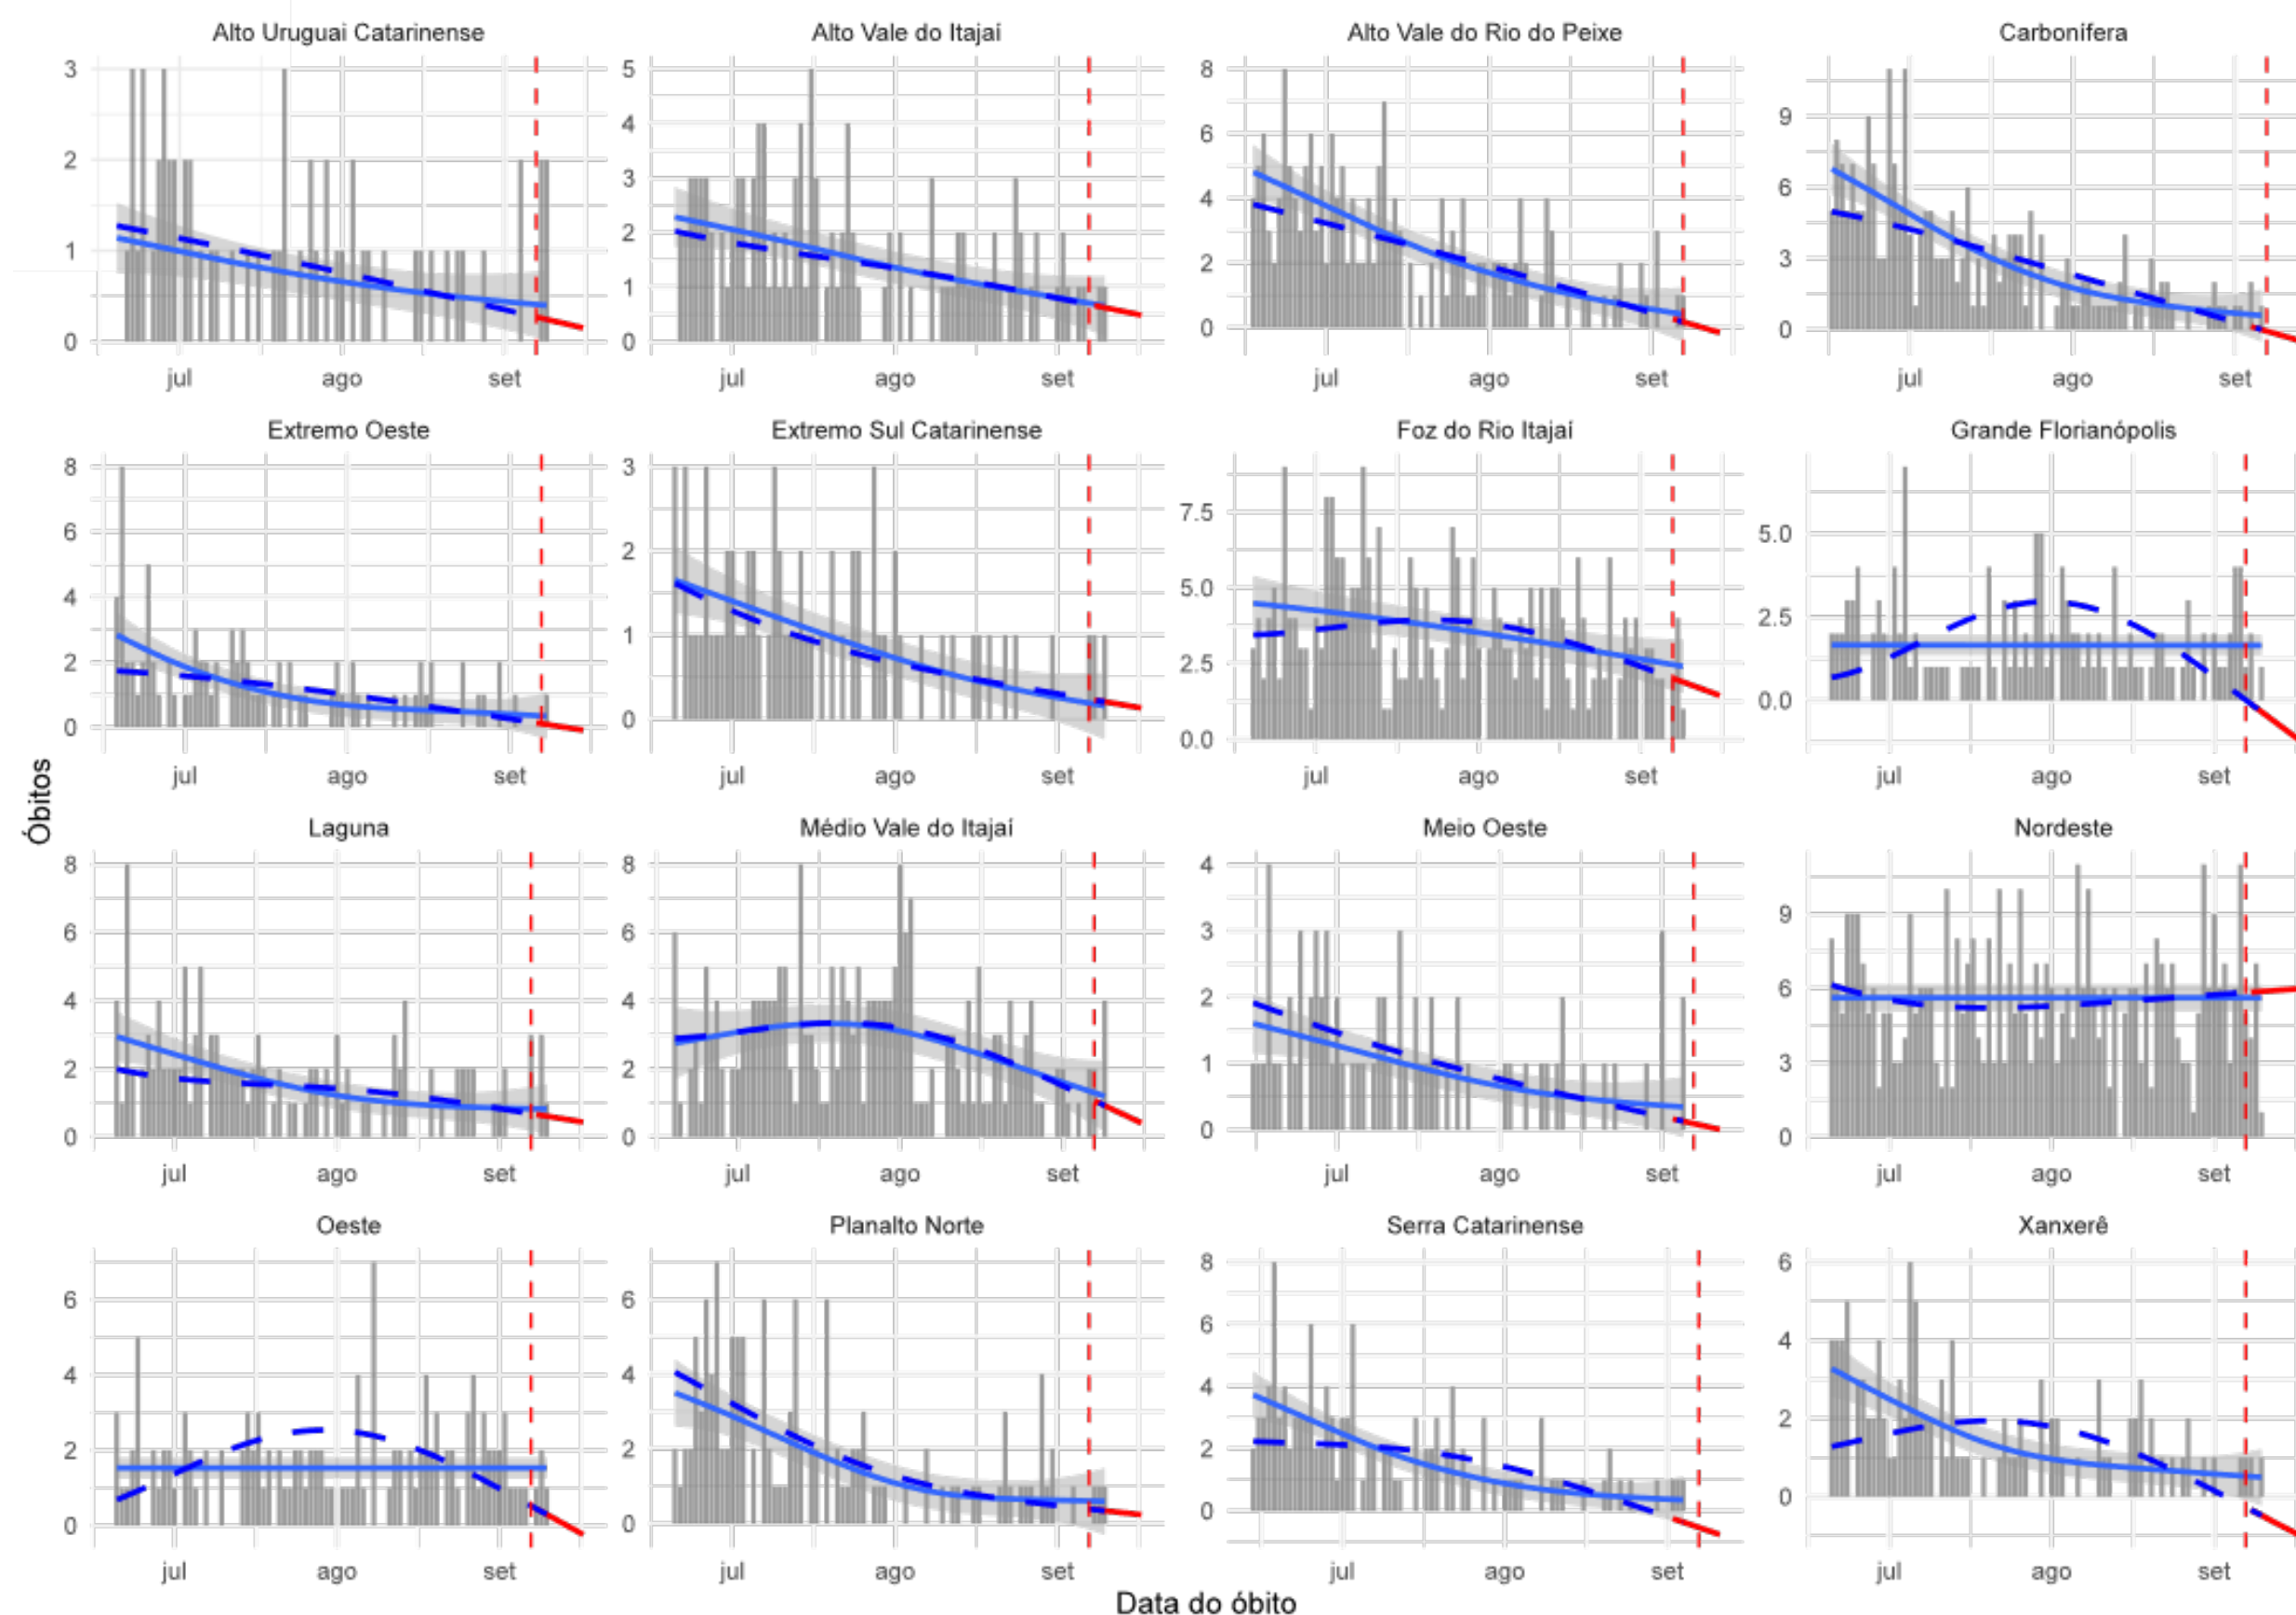 Alto Uruguai Catarinense
3
2
1
0
jul ago set
Alto Vale do Itajaí
5
4
3
2
1
0
jul ago set
Alto Vale do Rio do Peixe
8
6
4
2
0
jul ago set
Carbonífera
9
6
3
0
jul ago set
Extremo Oeste
8
6
4
2
0
jul ago set
Extremo Sul Catarinense
3
2
1
0
jul ago set
Foz do Rio Itajaí
7.5
5.0
2.5
0.0
jul ago set
Grande Florianópolis
5.0
2.5
0.0
jul ago set
Óbitos
Laguna
8
6
4
2
0
jul ago set
Médio Vale do Itajaí
8
6
4
2
0
jul ago set
Meio Oeste
4
3
2
1
0
jul ago set
Nordeste
9
6
3
0
jul ago set
Oeste
6
4
2
0
jul ago set
Planalto Norte
6
4
2
0
jul ago set
Serra Catarinense
8
6
4
2
0
jul ago set
Xanxerê
6
4
2
0
jul ago set
Data do óbito